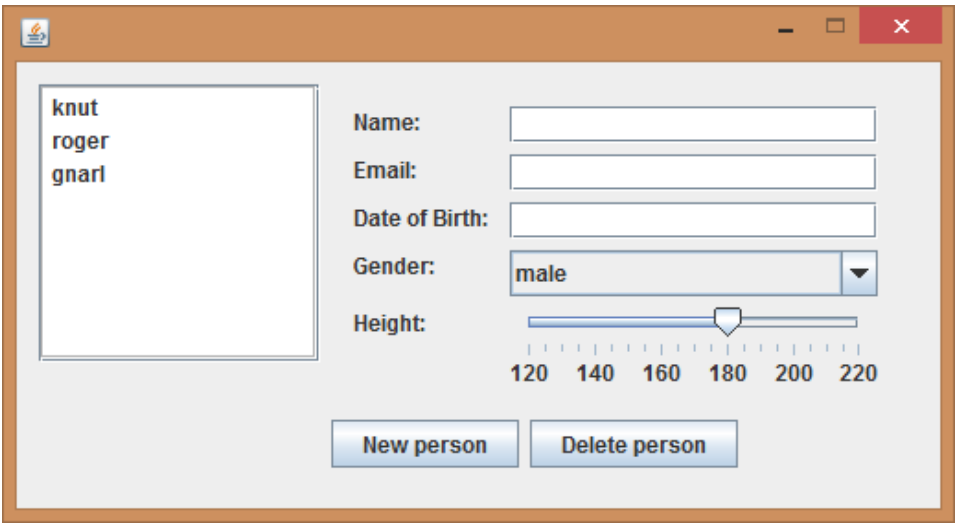 knut
roger
gnarl
Name:
Email:
Date of Birth:
Gender:
male
Height:
120 140 160 180 200 220
New person
Delete person